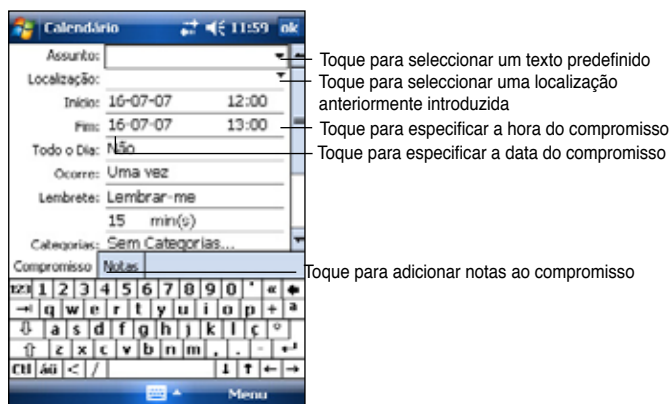 Calendário 11:59 ok
Assunto:
Toque para seleccionar um texto predefinido
Localização:
Toque para seleccionar uma localização
anteriormente introduzida
Início: 16-07-07 12:00
Fim: 16-07-07 13:00
Toque para especificar a hora do compromisso
Todo o Dia: Não
Toque para especificar a data do compromisso
Ocorre: Uma vez
Lembrete: Lembrar-me
15 min(s)
Categorias: Sem Categorias...
Compromisso Notas
Toque para adicionar notas ao compromisso
123 1 2 3 4 5 6 7 8 9 0 ' «
q w e r t y u i o p + ª
a s d f g h j k l ç º
z x c v b n m , . -
Ctl áü < /
Menu